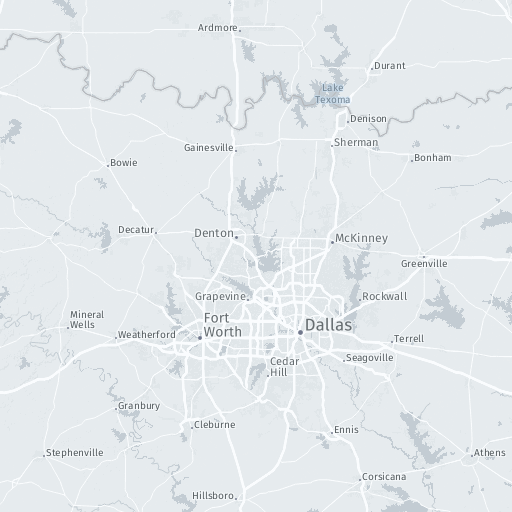 Ardmore
Durant
Lake
Texoma
Denison
Gainesville
Sherman
Bowie
Bonham
Decatur
Denton
McKinney
Greenville
Grapevine
Rockwall
Mineral
Wells
Fort
Worth
Weatherford
Dallas
Terrell
Cedar
Hill
Seagoville
Granbury
Cleburne
Ennis
Stephenville
Athens
Corsicana
Hillsboro